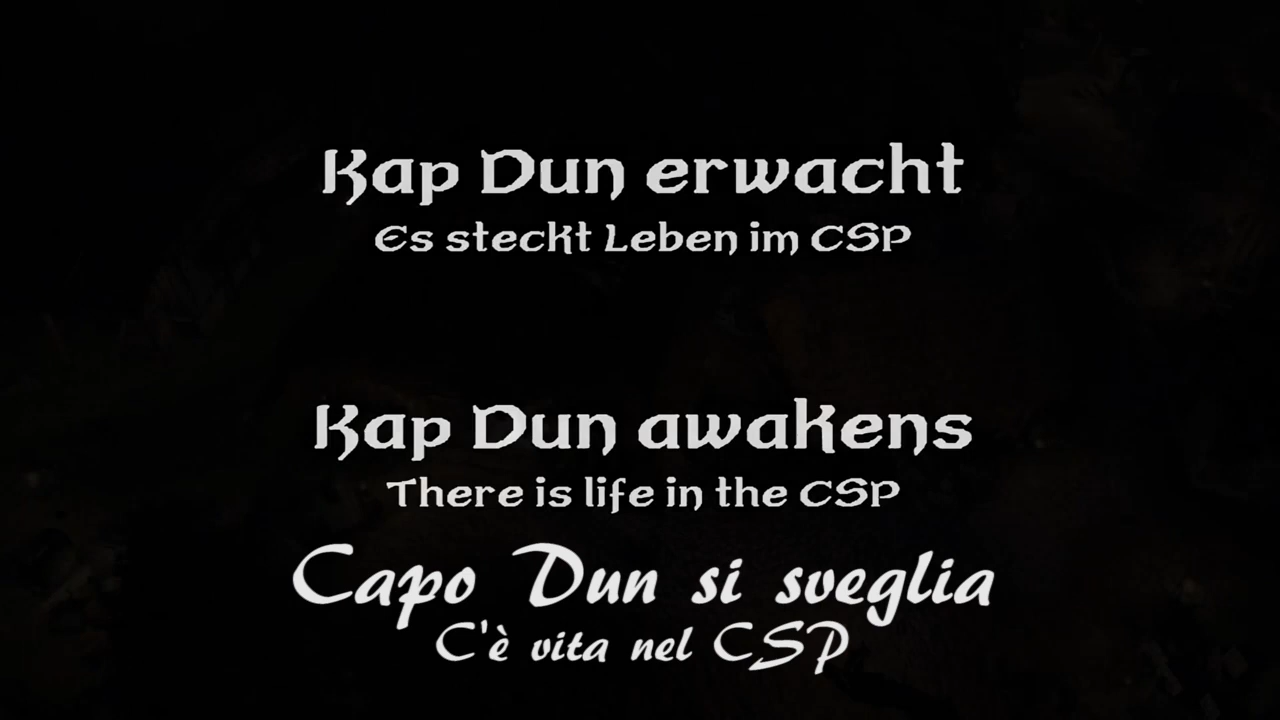 Kap Dun erwacht
Es steckt Leben im CSP
Kap Dun awakens
There is life in the CSP
Capo Dun si sveglia
C'è vita nel CSP